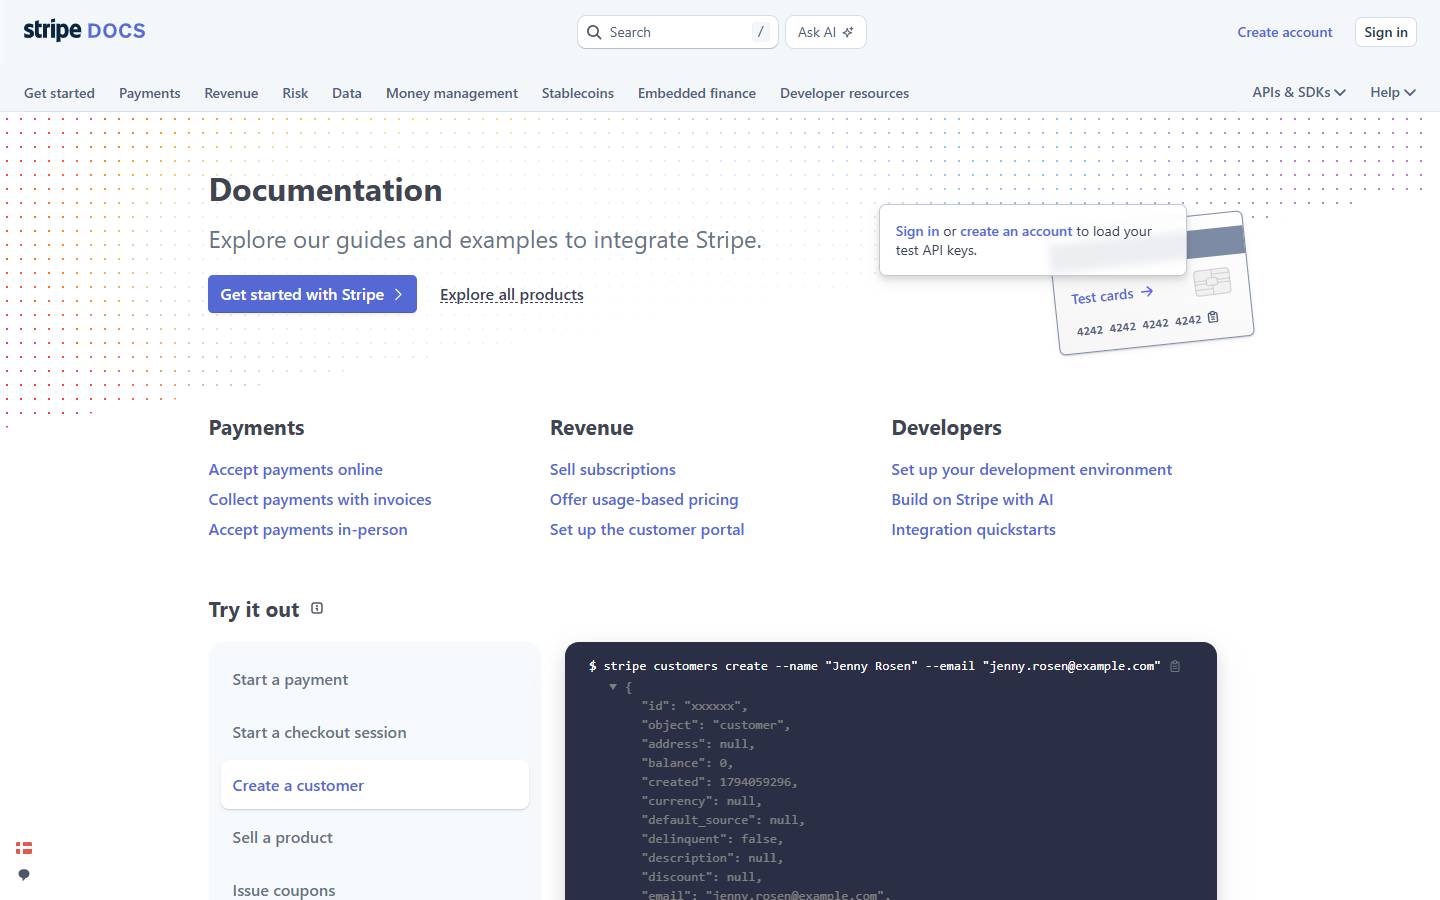 stripe DOCS
Search /
Ask AI
Create account
Sign in
Get started
Payments
Revenue
Risk
Data
Money management
Stablecoins
Embedded finance
Developer resources
APIs & SDKs
Help
Documentation
Explore our guides and examples to integrate Stripe.
Get started with Stripe
Explore all products
Sign in or create an account to load your
test API keys.
Test cards
4242 4242 4242 4242
Payments
Accept payments online
Collect payments with invoices
Accept payments in-person
Revenue
Sell subscriptions
Offer usage-based pricing
Set up the customer portal
Developers
Set up your development environment
Build on Stripe with AI
Integration quickstarts
Try it out
Start a payment
Start a checkout session
Create a customer
Sell a product
Issue coupons
$ stripe customers create --name "Jenny Rosen" --email "jenny.rosen@example.com"
{
"id": "xxxxxx",
"object": "customer",
"address": null,
"balance": 0,
"created": 1794059296,
"currency": null,
"default_source": null,
"delinquent": false,
"description": null,
"discount": null,
"email": "jenny.rosen@example.com",